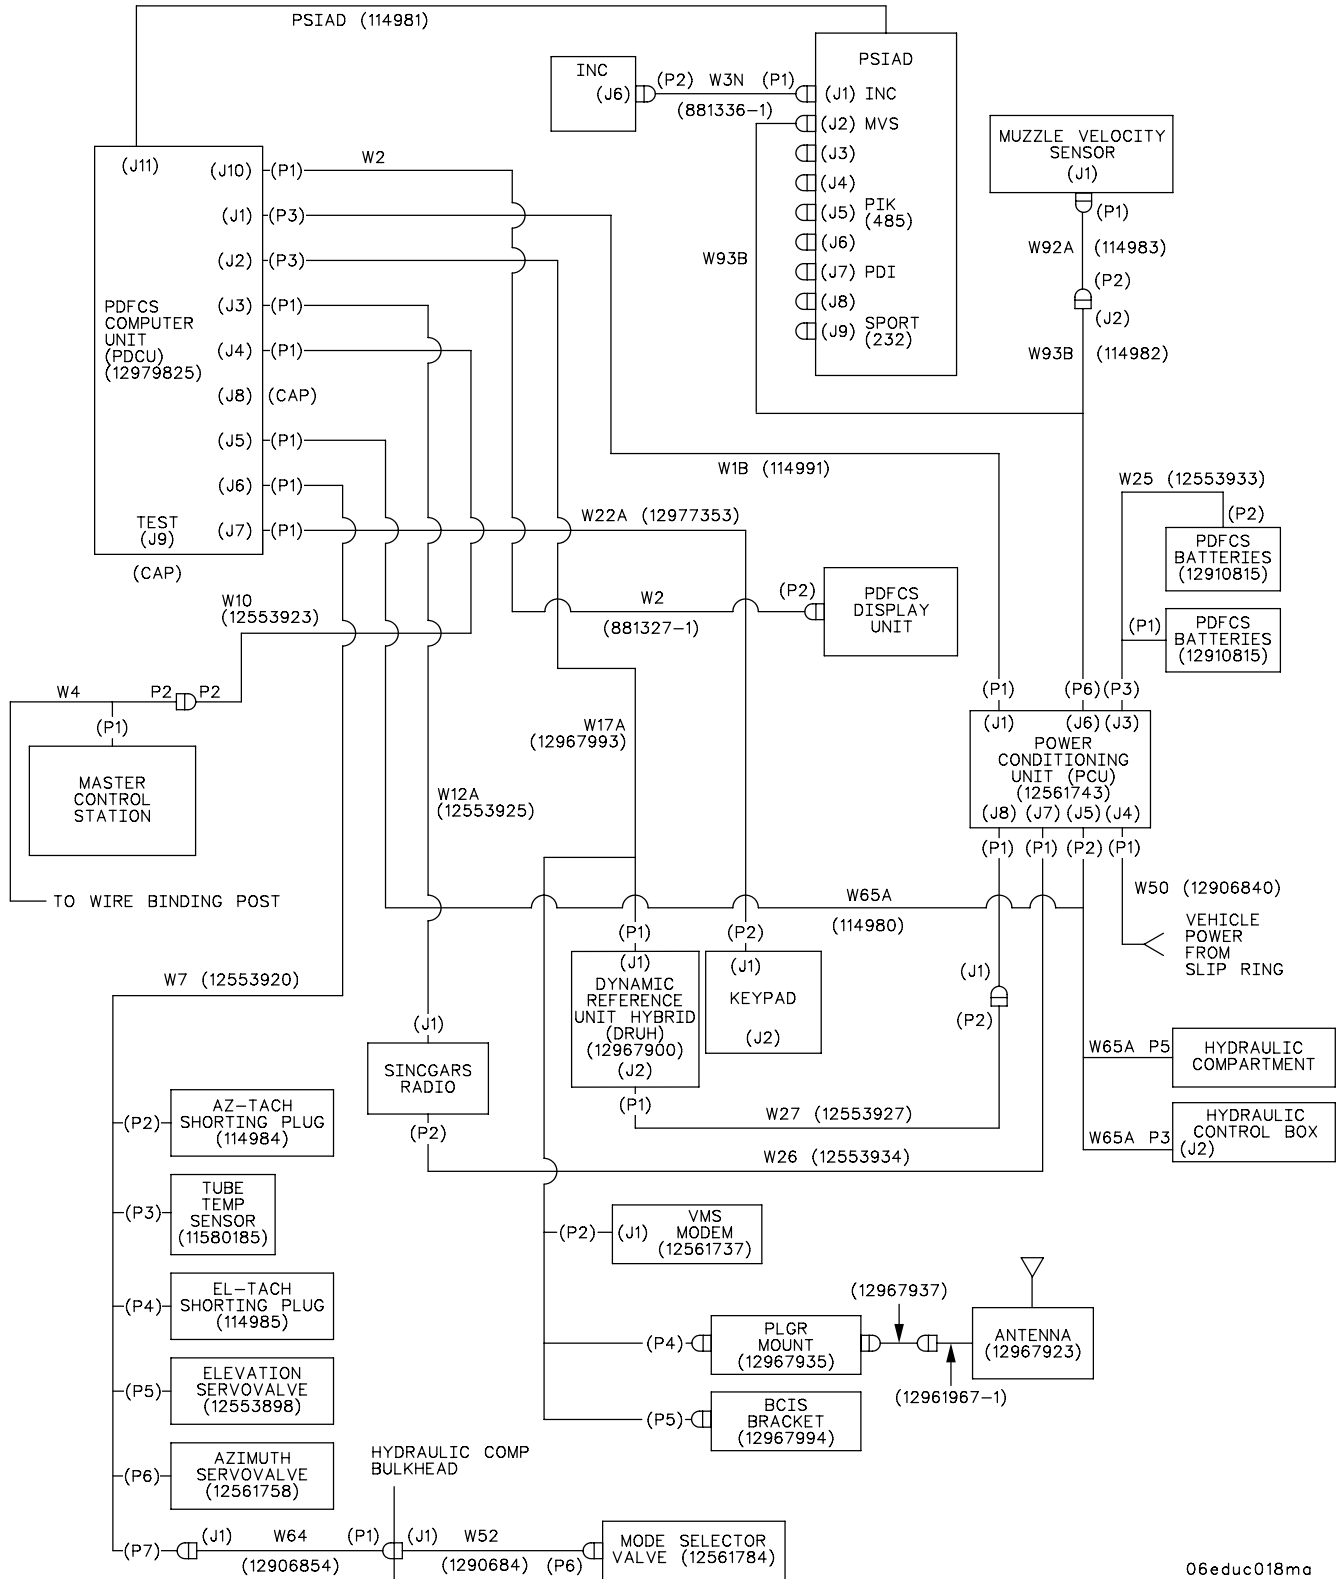 PSIAD (114981)
PSIAD
INC
(J6)
(P2) W3N (P1)
(881336-1)
(J1) INC
(J2) MVS
(J3)
(J4)
(J5) PIK
(485)
(J6)
(J7) PDI
(J8)
(J9) SPORT
(232)
W93B
MUZZLE VELOCITY
SENSOR
(J1)
(P1)
W92A (114983)
(P2)
(J2)
W93B (114982)
(J11)
(J10) (P1)
W2
(J1) (P3)
(J2) (P3)
(J3) (P1)
PDFCS
COMPUTER
UNIT
(PDCU)
(12979825)
(J4) (P1)
(J8) (CAP)
(J5) (P1)
(J6) (P1)
(J7) (P1)
TEST
(J9)
(CAP)
W1B (114991)
W22A (12977353)
W25 (12553933)
(P2)
PDFCS
BATTERIES
(12910815)
(P1)
PDFCS
BATTERIES
(12910815)
W10
(12553923)
W2
(881327-1)
(P2)
PDFCS
DISPLAY
UNIT
W4 P2 P2
(P1)
MASTER
CONTROL
STATION
TO WIRE BINDING POST
W17A
(12967993)
W12A
(12553925)
(P1) (P6) (P3)
(J1) (J6) (J3)
POWER
CONDITIONING
UNIT (PCU)
(12561743)
(J8) (J7) (J5) (J4)
(P1) (P1) (P2) (P1)
W50 (12906840)
VEHICLE
POWER
FROM
SLIP RING
W65A
(114980)
W7 (12553920)
(P1)
(J1)
DYNAMIC
REFERENCE
UNIT HYBRID
(DRUH)
(12967900)
(J2)
(P1)
(P2)
(J1)
KEYPAD
(J2)
(J1)
(P2)
(J1)
SINCGARS
RADIO
(P2)
W27 (12553927)
W26 (12553934)
W65A P5
HYDRAULIC
COMPARTMENT
W65A P3
HYDRAULIC
CONTROL BOX
(J2)
(P2)
AZ-TACH
SHORTING PLUG
(114984)
(P3)
TUBE
TEMP
SENSOR
(11580185)
(P4)
EL-TACH
SHORTING PLUG
(114985)
(P5)
ELEVATION
SERVOVALVE
(12553898)
(P6)
AZIMUTH
SERVOVALVE
(12561758)
(P2) (J1)
VMS
MODEM
(12561737)
(P4)
PLGR
MOUNT
(12967935)
(12967937)
(12961967-1)
ANTENNA
(12967923)
(P5)
BCIS
BRACKET
(12967994)
HYDRAULIC COMP
BULKHEAD
(P7) (J1) W64 (P1) (J1) W52
(12906854) (1290684) (P6)
MODE SELECTOR
VALVE (12561784)
06educ018ma